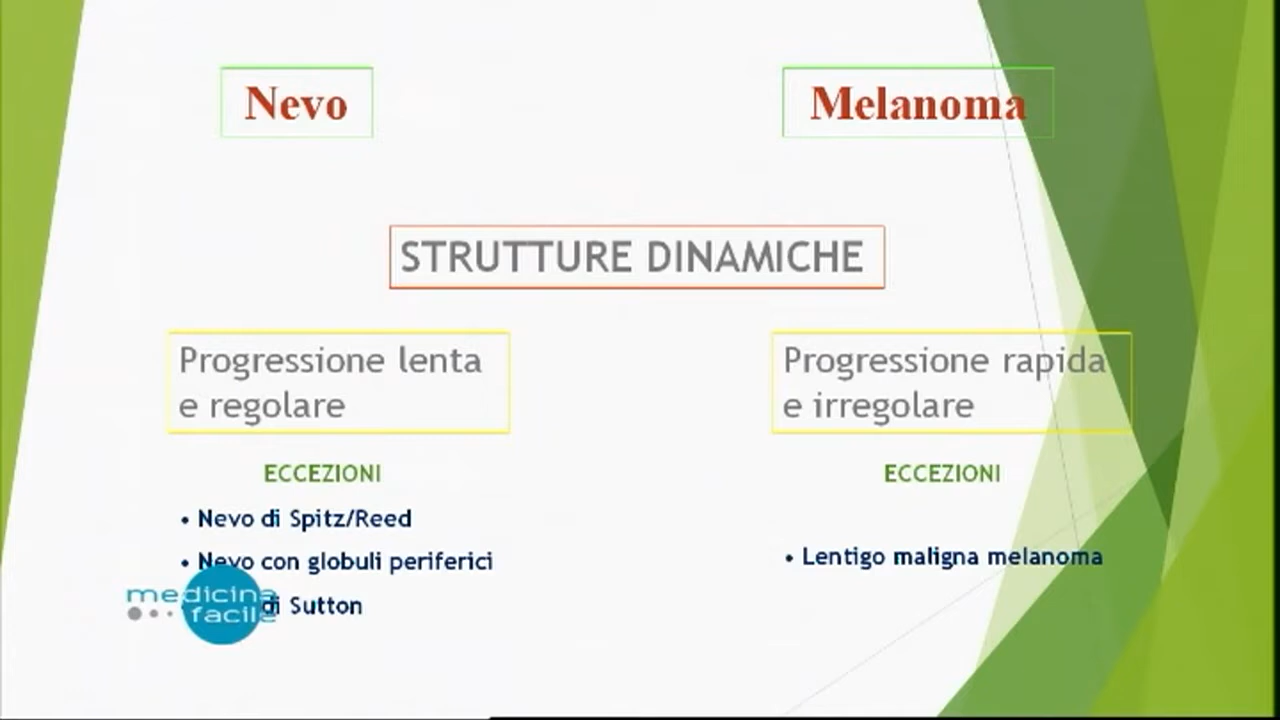 Nevo
Melanoma
STRUTTURE DINAMICHE
Progressione lenta
e regolare
Progressione rapida
e irregolare
ECCEZIONI
• Nevo di Spitz/Reed
• Nevo con globuli periferici
di Sutton
ECCEZIONI
• Lentigo maligna melanoma
medicina
facile